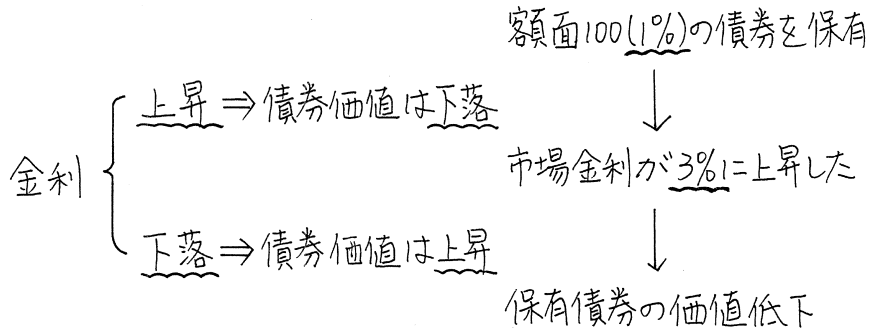 金利
上昇⇒債券価値は下落
下落⇒債券価値は上昇
額面100(1%)の債券を保有
↓
市場金利が3%に上昇した
↓
保有債券の価値低下